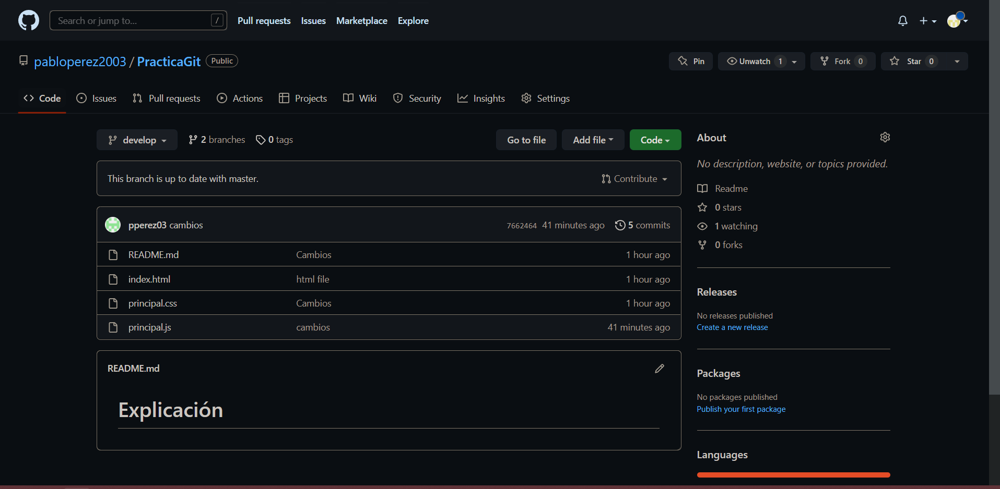 Search or jump to... /
Pull requests Issues Marketplace Explore
pabloperez2003 / PracticaGit Public
Pin Unwatch 1 Fork 0 Star 0
Code Issues Pull requests Actions Projects Wiki Security Insights Settings
develop 2 branches 0 tags Go to file Add file Code
This branch is up to date with master. Contribute
pperez03 cambios 7662464 41 minutes ago 5 commits
README.md Cambios 1 hour ago
index.html html file 1 hour ago
principal.css Cambios 1 hour ago
principal.js cambios 41 minutes ago
README.md
Explicación
About
No description, website, or topics provided.
Readme
0 stars
1 watching
0 forks
Releases
No releases published
Create a new release
Packages
No packages published
Publish your first package
Languages